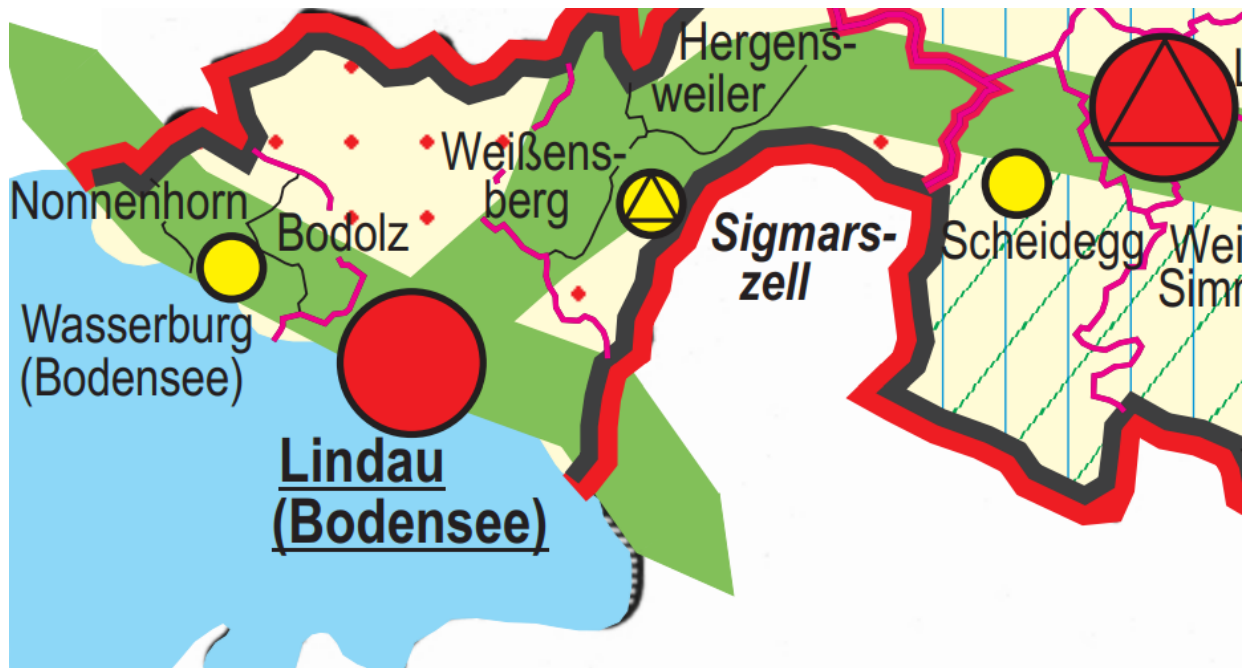 Hergens-
weiler
Weißens-
berg
Nonnenhorn
Bodolz
Sigmars-
zell
Scheidegg
Wasserburg
(Bodensee)
Lindau
(Bodensee)